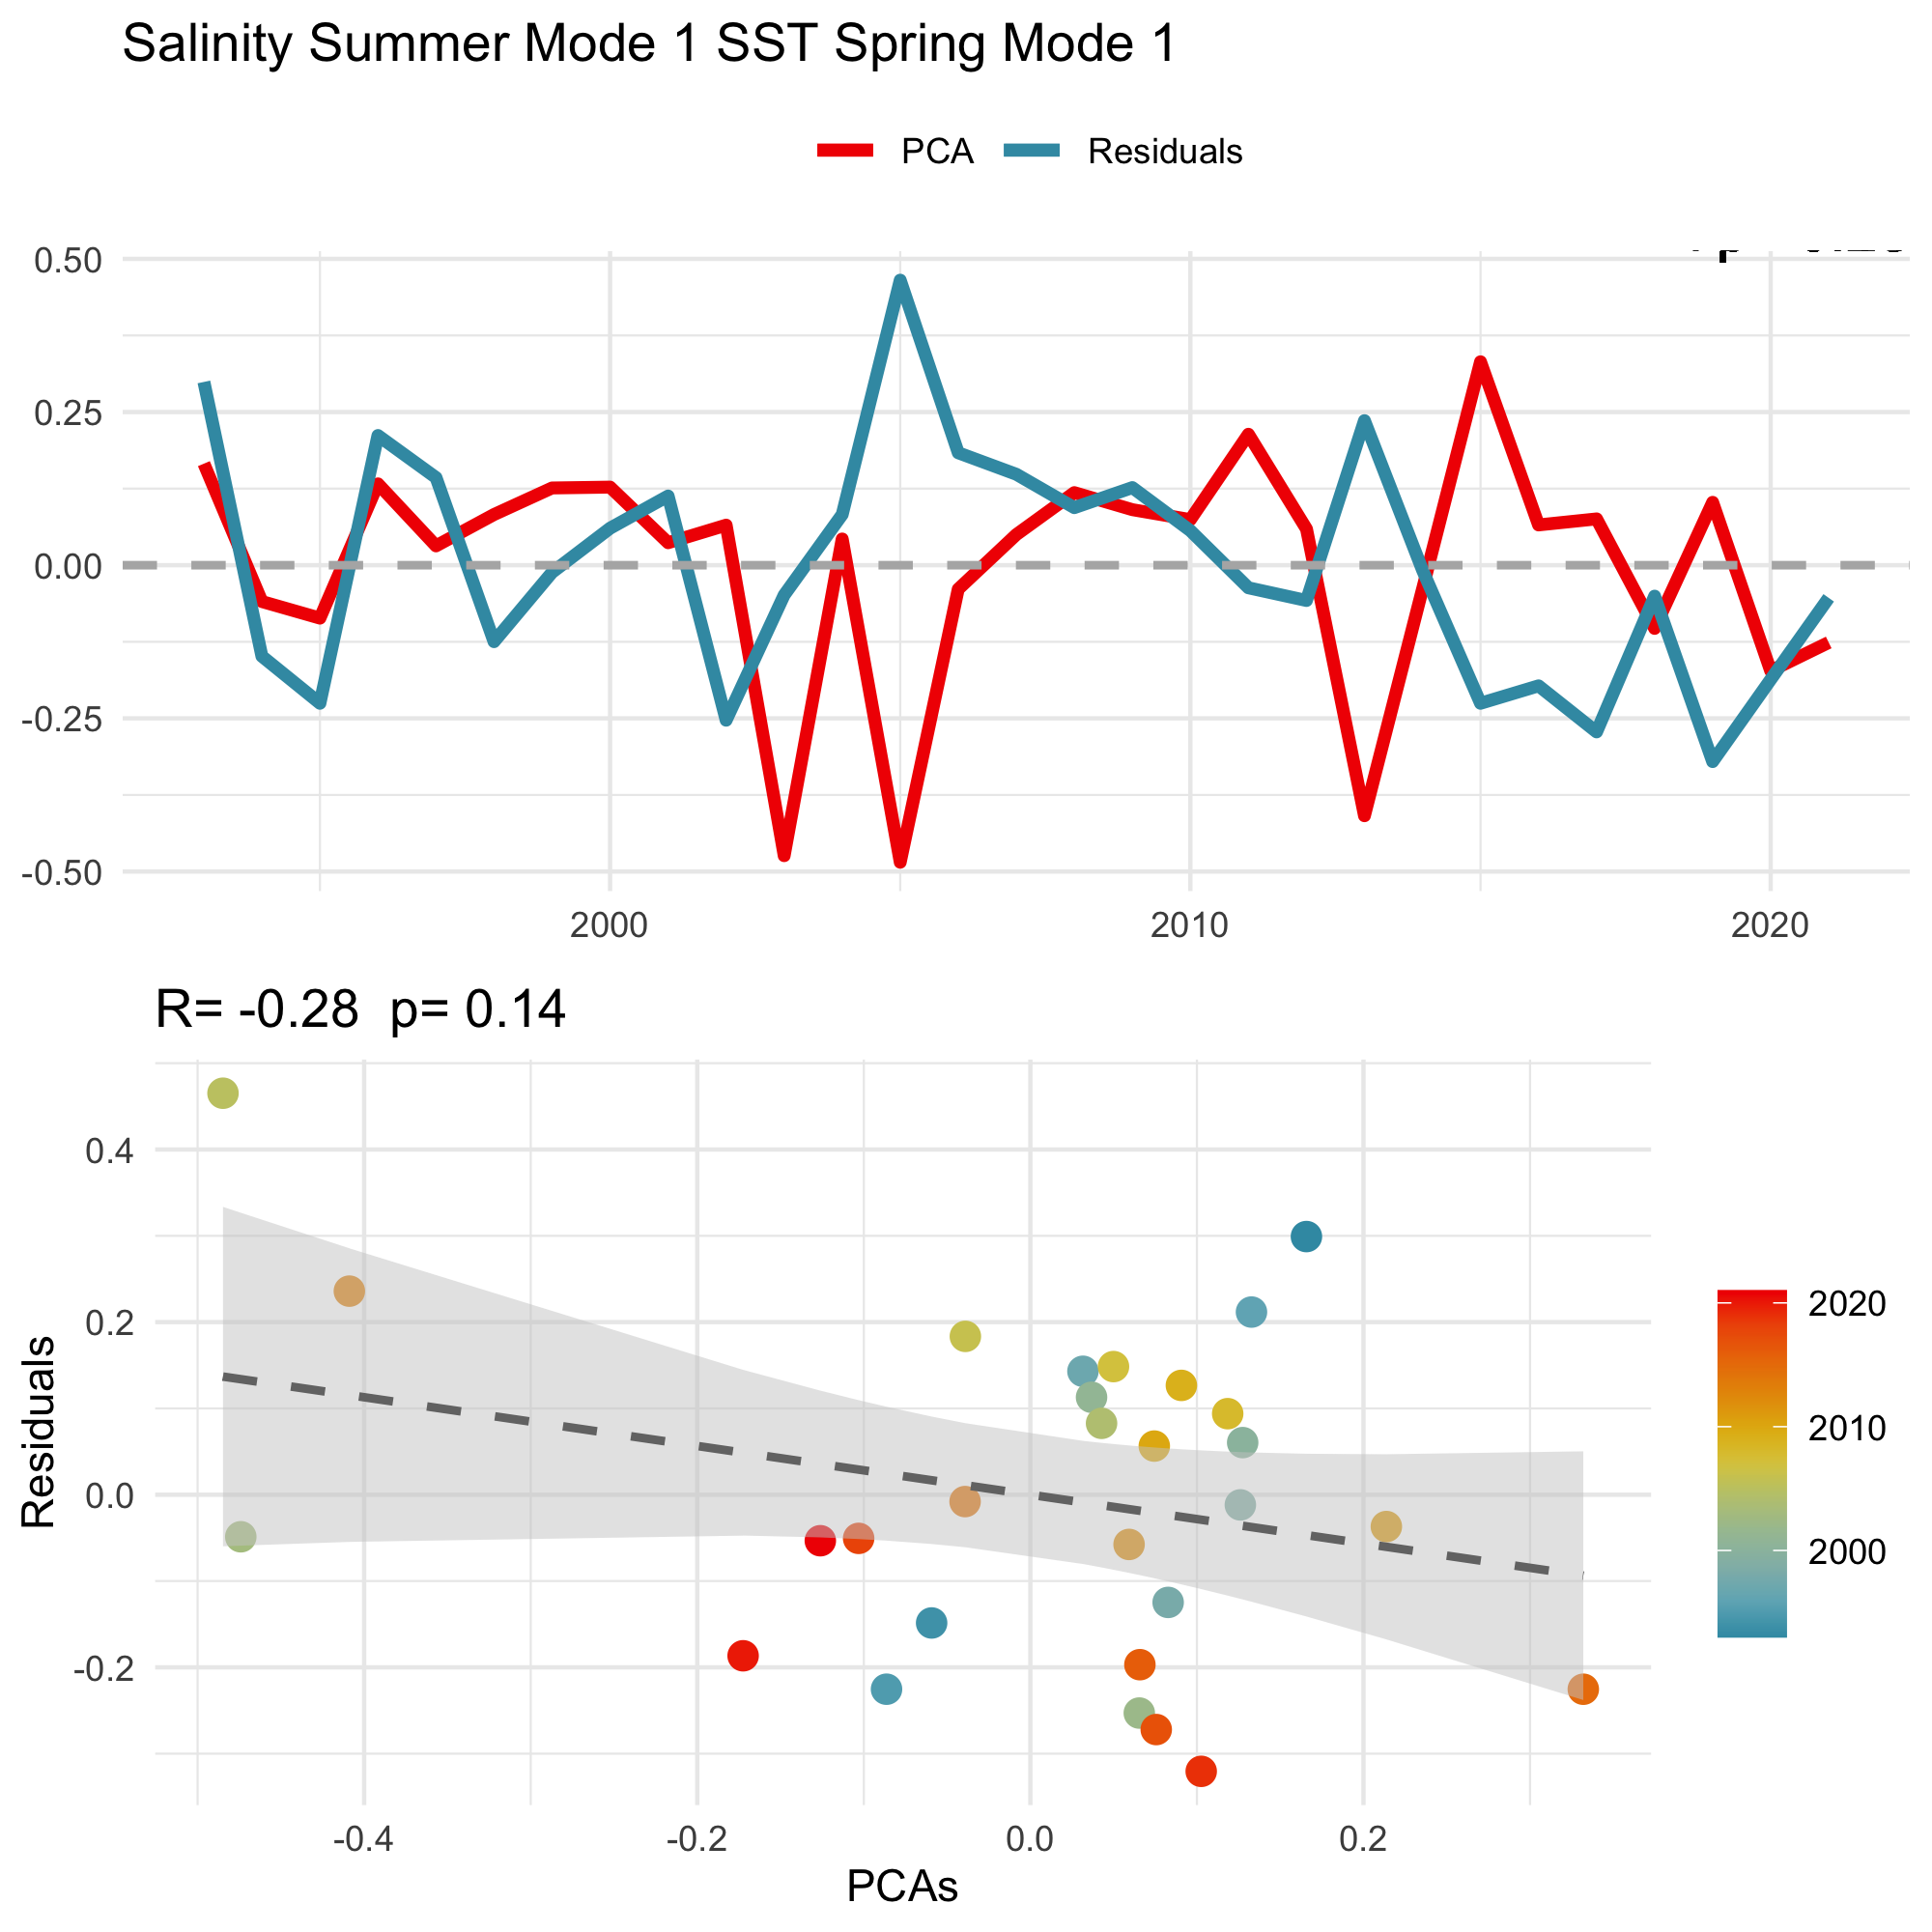 Salinity Summer Mode 1 SST Spring Mode 1
PCA Residuals
0.50
0.25
0.00
-0.25
-0.50
2000 2010 2020
R= -0.28 p= 0.14
Residuals
0.4
0.2
0.0
-0.2
-0.4 -0.2 0.0 0.2
PCAs
2020
2010
2000